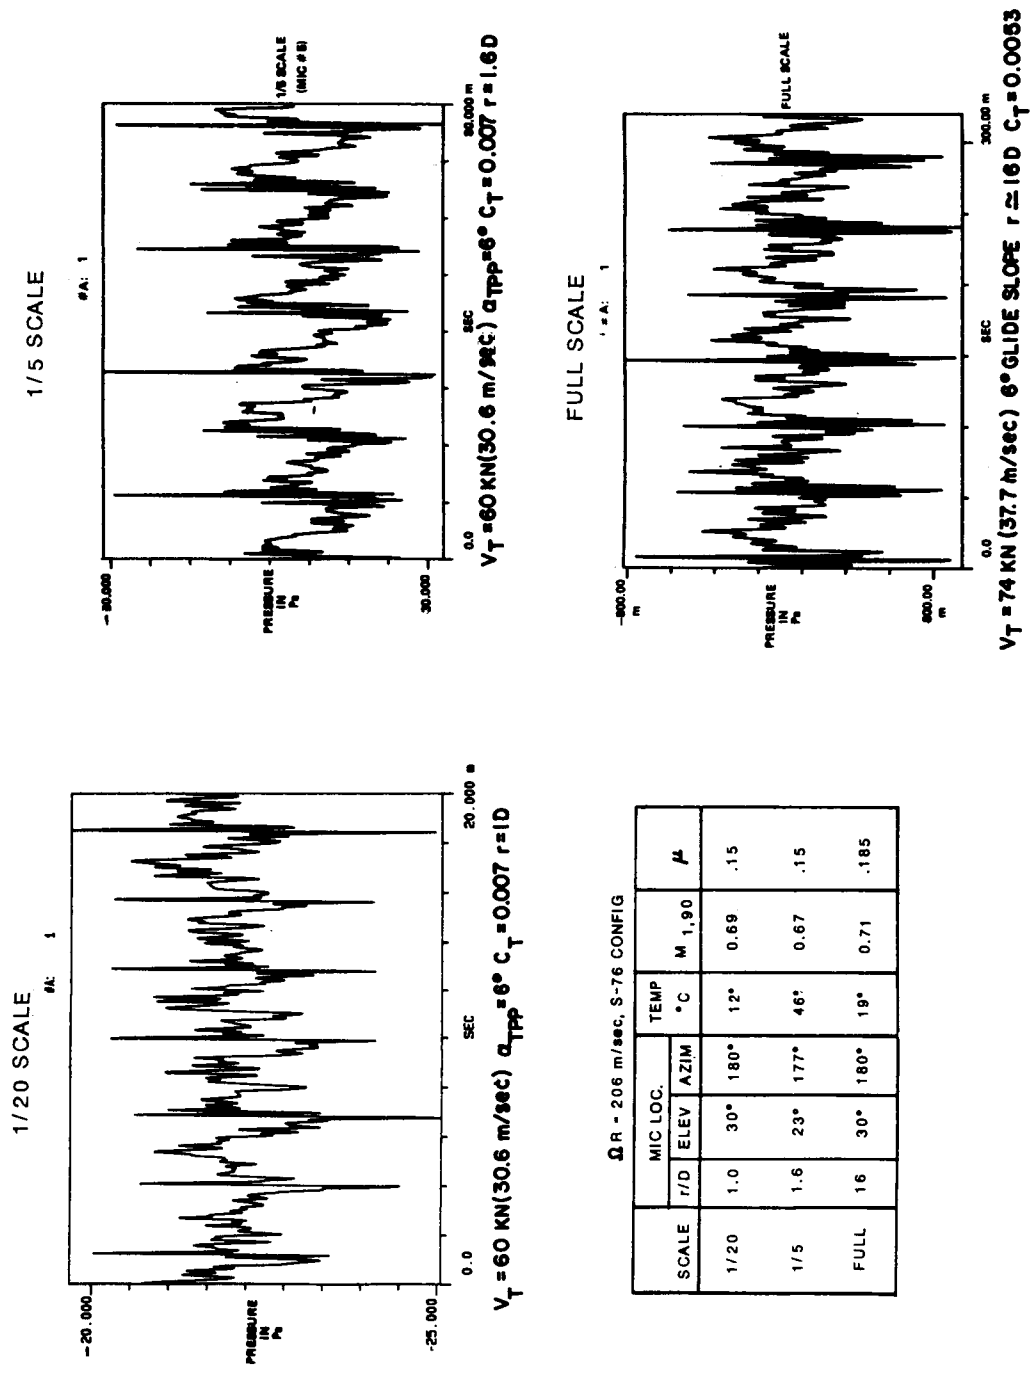 1/20 SCALE
#A: 1
-20.000
PRESSURE
IN
Pa
-25.000
0.0
SEC
20.000 m
V_T = 60 KN(30.6 m/sec) α_TPP = 6° C_T = 0.007 r = 1D
1/5 SCALE
#A: 1
1/5 SCALE
(MIC #5)
PRESSURE
IN
Pa
0.0
SEC
80.000 m
V_T = 60 KN(30.6 m/sec) α_TPP = 6° C_T = 0.007 r = 1.6D
ΩR - 206 m/sec, S-76 CONFIG
SCALE MIC LOC. TEMP °C M 1,90 μ
r/D ELEV AZIM
1/20 1.0 30° 180° 12° 0.69 .15
1/5 1.6 23° 177° 46° 0.67 .15
FULL 16 30° 180° 19° 0.71 .185
FULL SCALE
# A: 1
FULL SCALE
-800.00
m
PRESSURE
IN
Pa
800.00
m
0.0
SEC
300.00 m
V_T = 74 KN (37.7 m/sec) 6° GLIDE SLOPE r ≃ 16D C_T = 0.0053